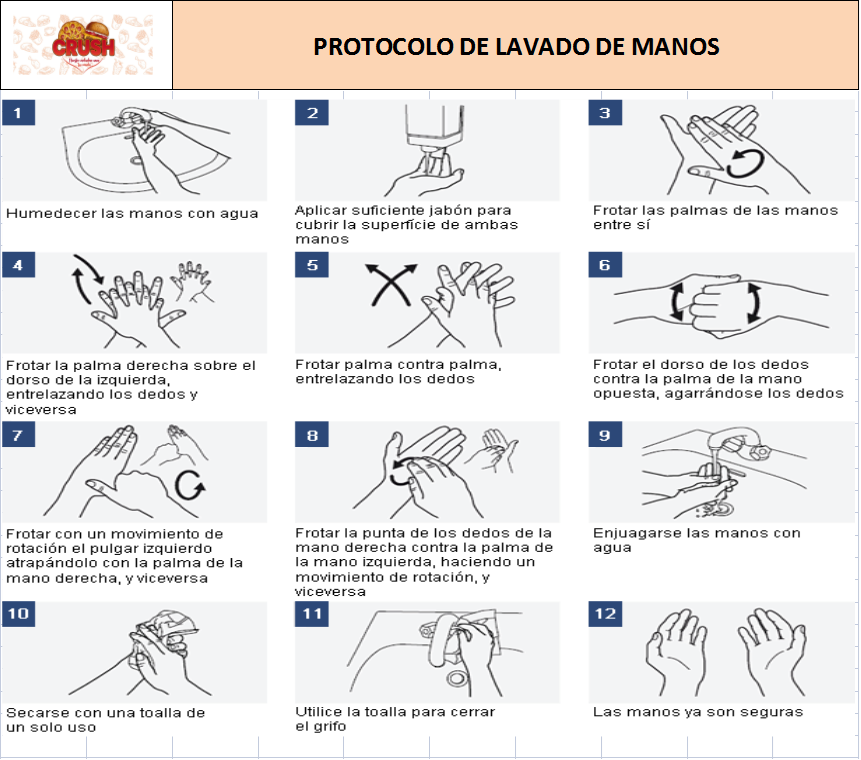 CRUSH
PROTOCOLO DE LAVADO DE MANOS
1
Humedecer las manos con agua
2
Aplicar suficiente jabón para
cubrir la superfície de ambas
manos
3
Frotar las palmas de las manos
entre sí
4
Frotar la palma derecha sobre el
dorso de la izquierda,
entrelazando los dedos y
viceversa
5
Frotar palma contra palma,
entrelazando los dedos
6
Frotar el dorso de los dedos
contra la palma de la mano
opuesta, agarrándose los dedos
7
Frotar con un movimiento de
rotación el pulgar izquierdo
atrapándolo con la palma de la
mano derecha, y viceversa
8
Frotar la punta de los dedos de la
mano derecha contra la palma de
la mano izquierda, haciendo un
movimiento de rotación, y
viceversa
9
Enjuagarse las manos con
agua
10
Secarse con una toalla de
un solo uso
11
Utilice la toalla para cerrar
el grifo
12
Las manos ya son seguras